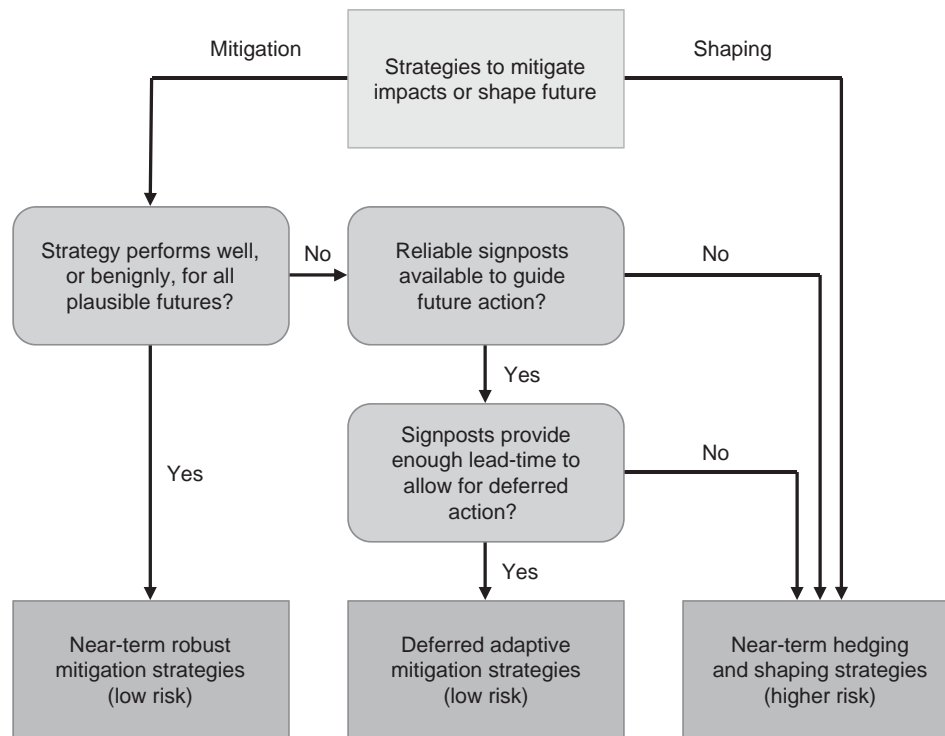 Mitigation
Strategies to mitigate
impacts or shape future
Shaping
Strategy performs well,
or benignly, for all
plausible futures?
No
Reliable signposts
available to guide
future action?
No
Yes
Signposts provide
enough lead-time to
allow for deferred
action?
No
Yes
Yes
Near-term robust
mitigation strategies
(low risk)
Deferred adaptive
mitigation strategies
(low risk)
Near-term hedging
and shaping strategies
(higher risk)